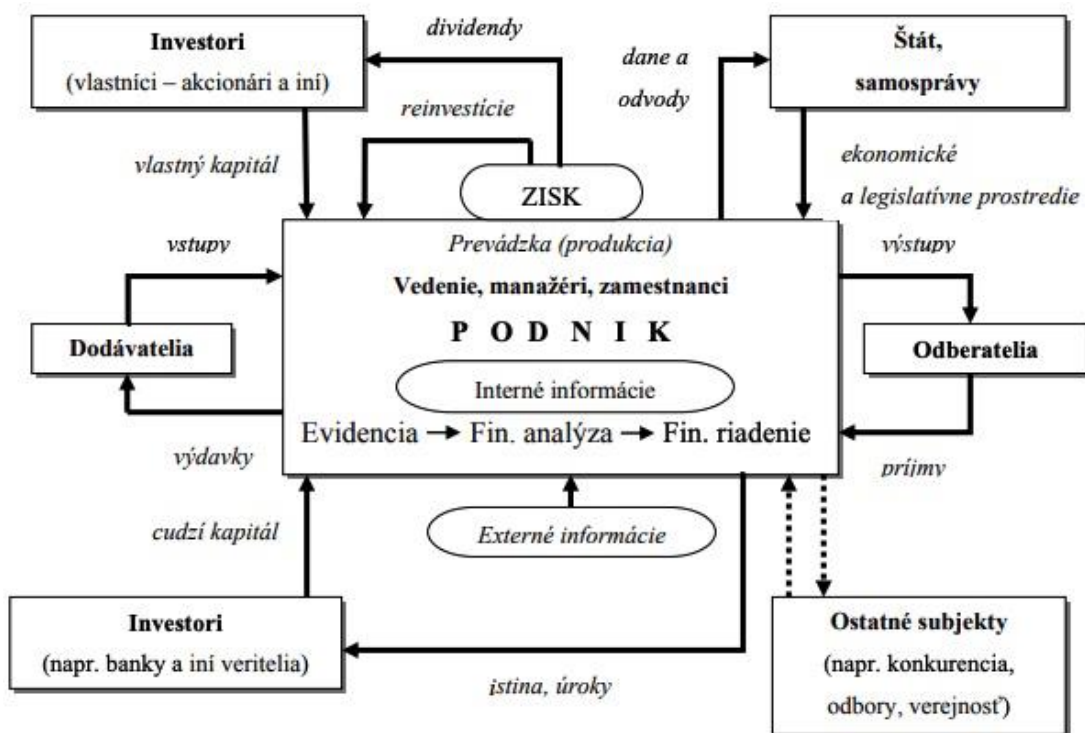 Investori
(vlastníci – akcionári a iní)
dividendy
reinvestície
dane a
odvody
Štát,
samosprávy
vlastný kapitál
ZISK
ekonomické
a legislatívne prostredie
vstupy
Prevádzka (produkcia)
výstupy
Vedenie, manažéri, zamestnanci
P O D N I K
Dodávatelia
Odberatelia
Interné informácie
Evidencia → Fin. analýza → Fin. riadenie
výdavky
príjmy
cudzí kapitál
Externé informácie
Investori
(napr. banky a iní veritelia)
istina, úroky
Ostatné subjekty
(napr. konkurencia,
odbory, verejnosť)